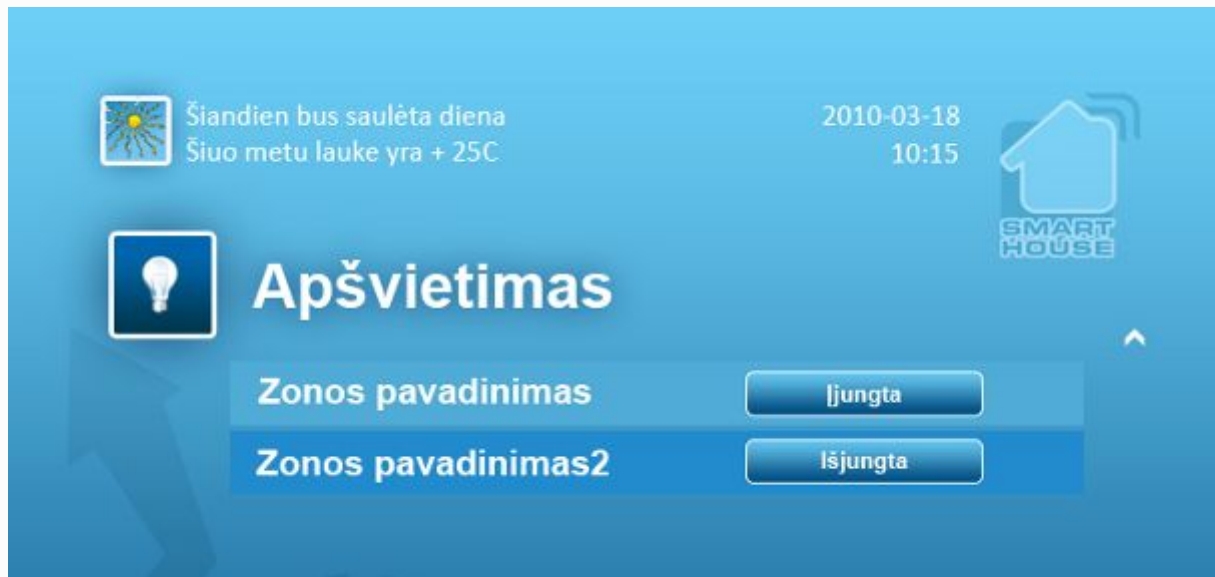 Šiandien bus saulėta diena
Šiuo metu lauke yra + 25C
2010-03-18
10:15
SMART
HOUSE
Apšvietimas
Zonos pavadinimas
Įjungta
Zonos pavadinimas2
Išjungta